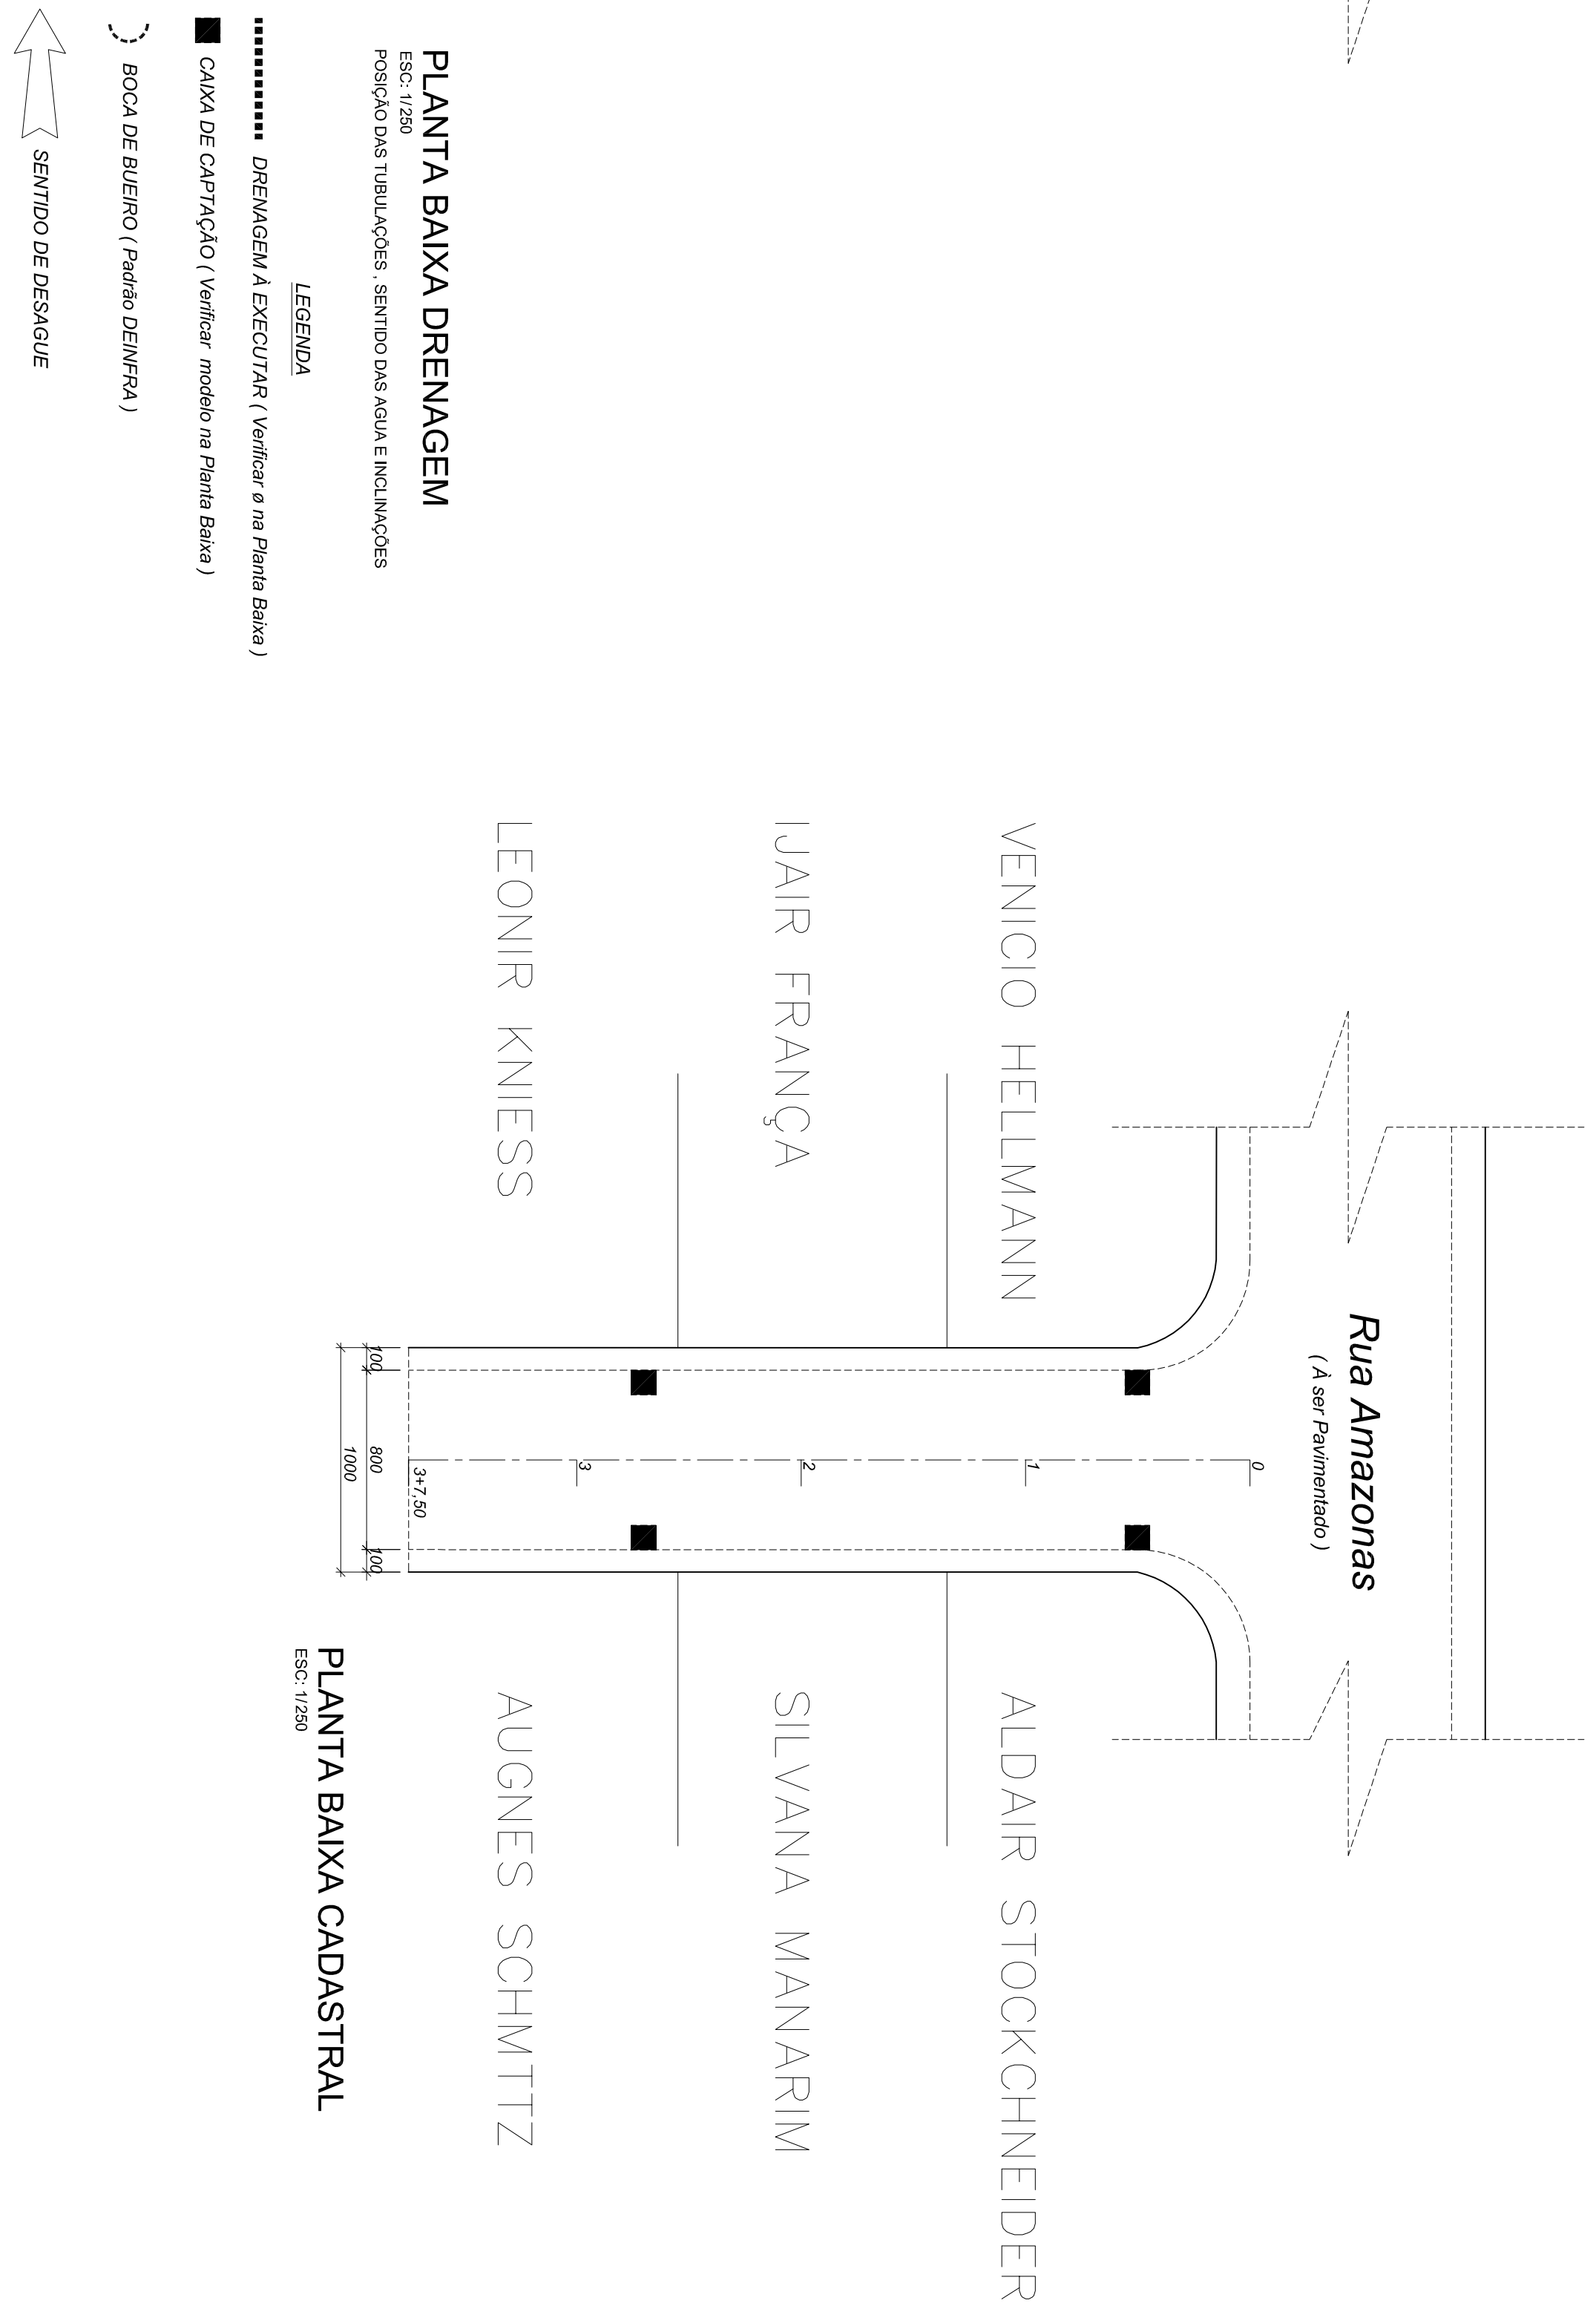 Rua Amazonas
( À ser Pavimentado )
0
1
2
3
3+7,50
VENICIO HELLMANN
ALDAIR STOCKCHNEIDER
IJAIR FRANÇA
SILVANA MANARIM
LEONIR KNIESS
AUGNES SCHMITTZ
100
800
100
1000
PLANTA BAIXA CADASTRAL
ESC: 1/250
PLANTA BAIXA DRENAGEM
ESC: 1/250
POSIÇÃO DAS TUBULAÇÕES , SENTIDO DAS AGUA E INCLINAÇÕES
LEGENDA
DRENAGEM À EXECUTAR ( Verificar ø na Planta Baixa )
CAIXA DE CAPTAÇÃO ( Verificar modelo na Planta Baixa )
BOCA DE BUEIRO ( Padrão DEINFRA )
SENTIDO DE DESAGUE